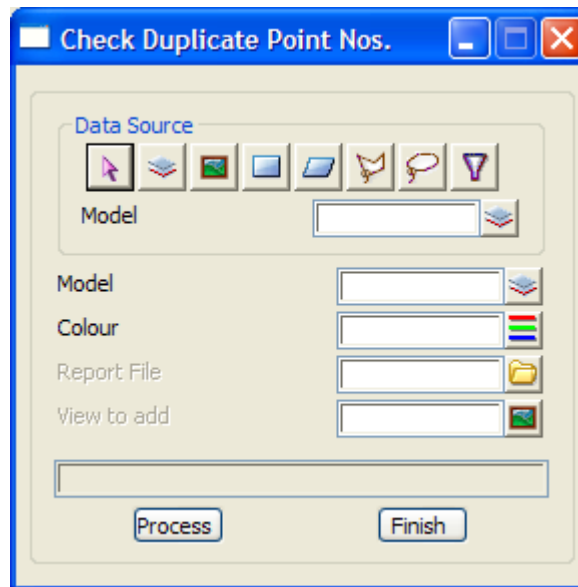 Check Duplicate Point Nos.
Data Source
Model
Model
Colour
Report File
View to add
Process Finish